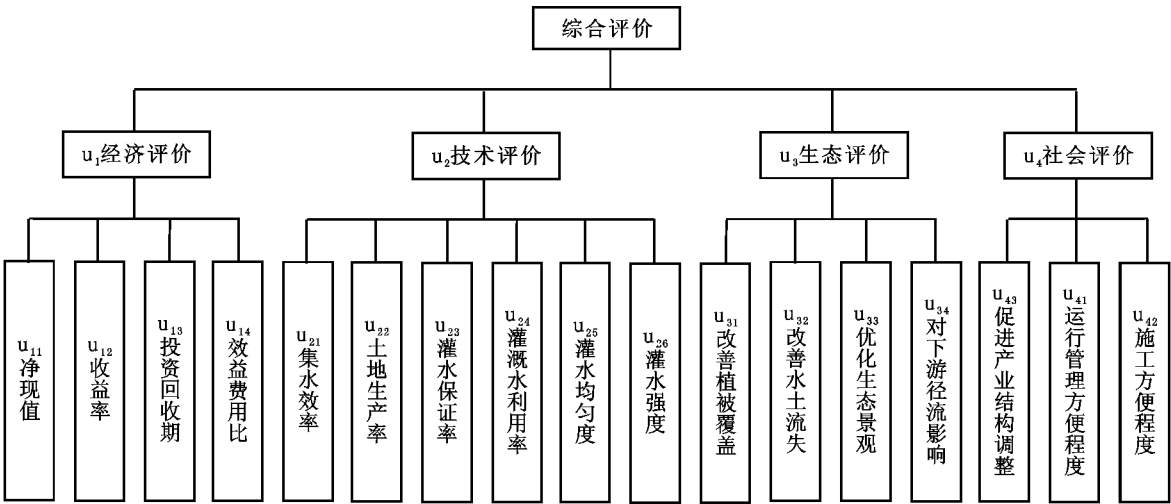 综合评价
u₁经济评价
u₂技术评价
u₃生态评价
u₄社会评价
u₁₁净现值
u₁₂收益率
u₁₃投资回收期
u₁₄效益费用比
u₂₁集水效率
u₂₂土地生产率
u₂₃灌水保证率
u₂₄灌溉水利用率
u₂₅灌水均匀度
u₂₆灌水强度
u₃₁改善植被覆盖
u₃₂改善水土流失
u₃₃优化生态景观
u₃₄对下游径流影响
u₄₃促进产业结构调整
u₄₁运行管理方便程度
u₄₂施工方便程度